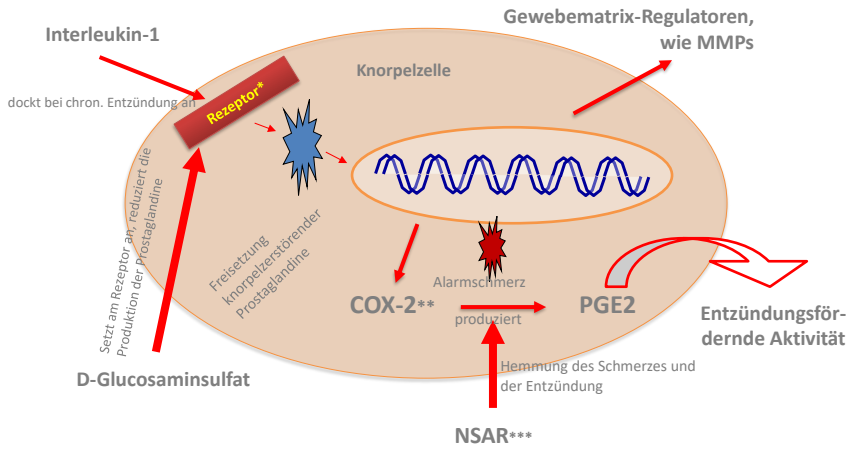 Gewebematrix-Regulatoren,
wie MMPs
Interleukin-1
Knorpelzelle
dockt bei chron. Entzündung an
Rezeptor*
Setzt am Rezeptor an, reduziert die
Produktion der Prostaglandine
Freisetzung
knorpelzerstörender
Prostaglandine
Alarmschmerz
COX-2**
produziert
PGE2
Entzündungsför-
dernde Aktivität
D-Glucosaminsulfat
Hemmung des Schmerzes und
der Entzündung
NSAR***